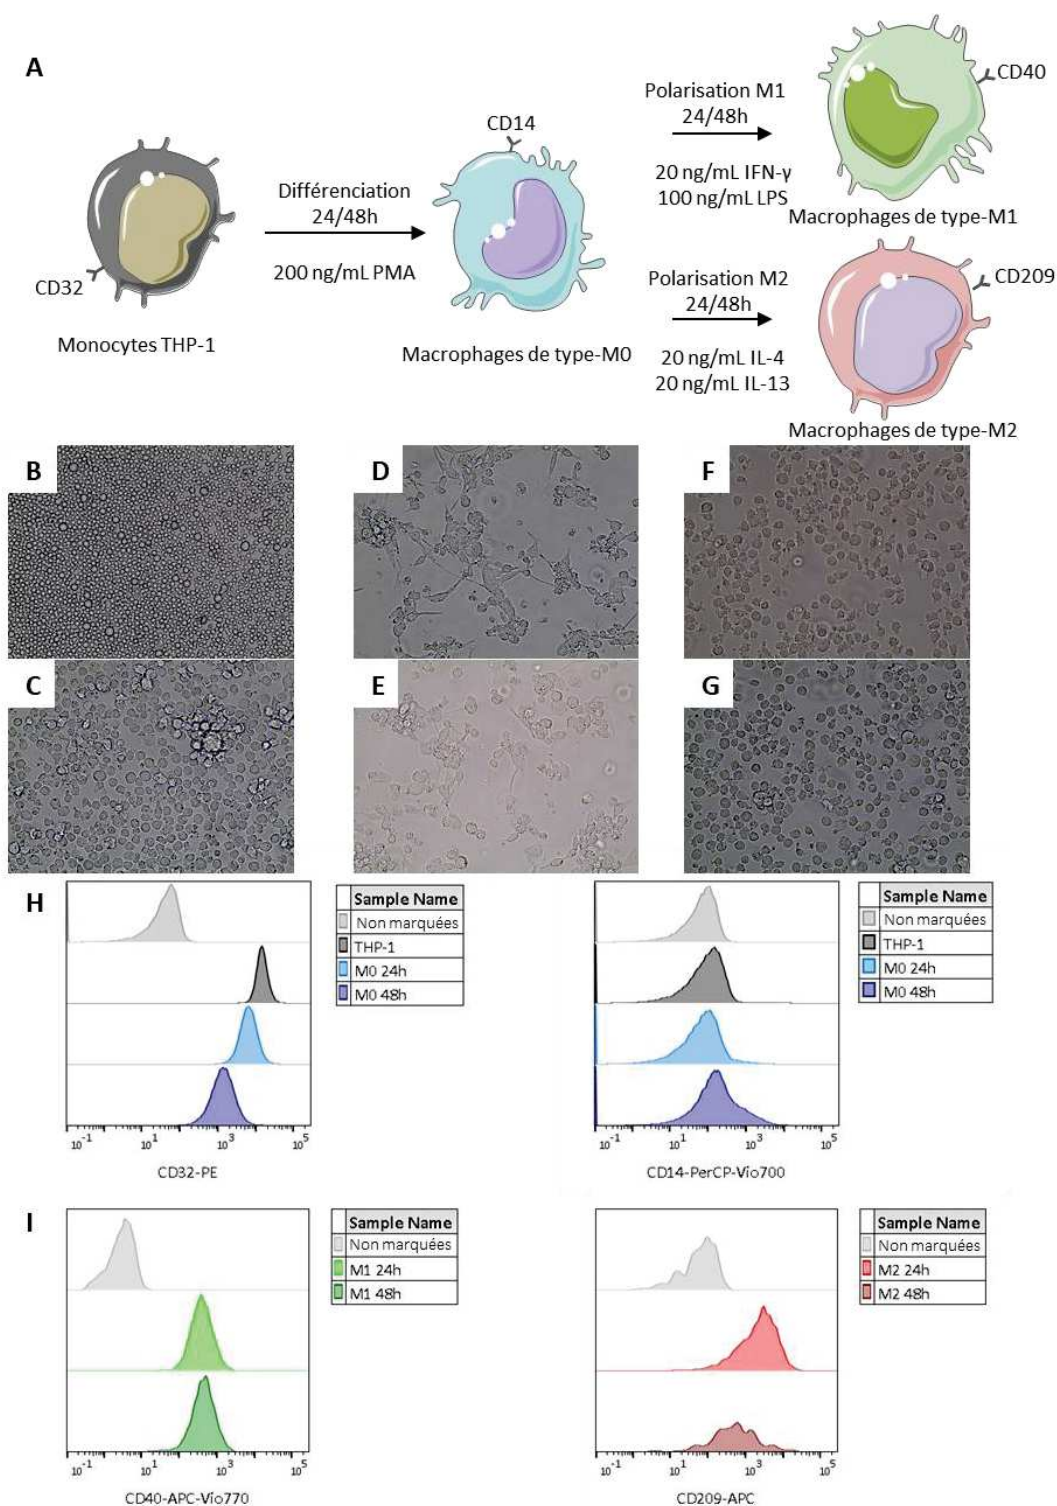 A
CD32
Monocytes THP-1
Différenciation
24/48h
200 ng/mL PMA
CD14
Macrophages de type-M0
Polarisation M1
24/48h
20 ng/mL IFN-γ
100 ng/mL LPS
CD40
Macrophages de type-M1
Polarisation M2
24/48h
20 ng/mL IL-4
20 ng/mL IL-13
CD209
Macrophages de type-M2
B
D
F
C
E
G
H
Sample Name
Non marquées
THP-1
M0 24h
M0 48h
10^-1 10^1 10^3 10^5
CD32-PE
Sample Name
Non marquées
THP-1
M0 24h
M0 48h
10^-1 10^1 10^3 10^5
CD14-PerCP-Vio700
I
Sample Name
Non marquées
M1 24h
M1 48h
10^-1 10^1 10^3 10^5
CD40-APC-Vio770
Sample Name
Non marquées
M2 24h
M2 48h
10^-1 10^1 10^3 10^5
CD209-APC